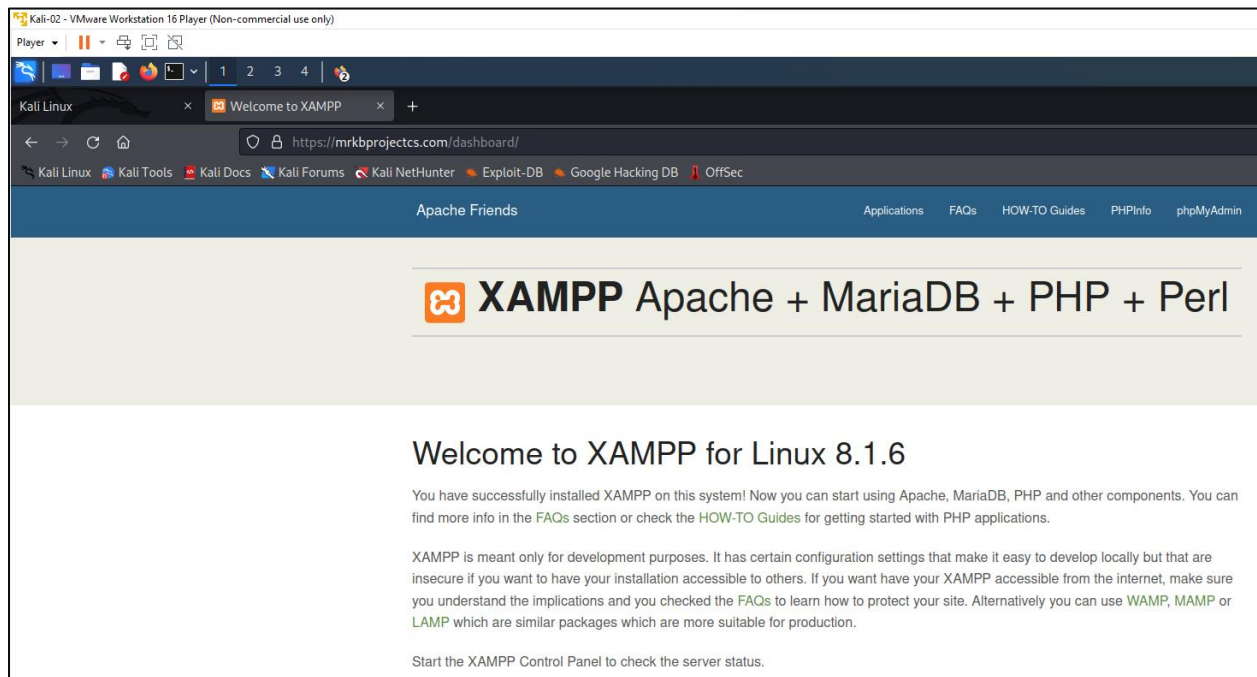 Kali-02 - VMware Workstation 16 Player (Non-commercial use only)
Player
1 2 3 4 2
Kali Linux × Welcome to XAMPP × +
https://mrkbprojectcs.com/dashboard/
Kali Linux Kali Tools Kali Docs Kali Forums Kali NetHunter Exploit-DB Google Hacking DB OffSec
Apache Friends Applications FAQs HOW-TO Guides PHPInfo phpMyAdmin
XAMPP Apache + MariaDB + PHP + Perl
Welcome to XAMPP for Linux 8.1.6
You have successfully installed XAMPP on this system! Now you can start using Apache, MariaDB, PHP and other components. You can
find more info in the FAQs section or check the HOW-TO Guides for getting started with PHP applications.
XAMPP is meant only for development purposes. It has certain configuration settings that make it easy to develop locally but that are
insecure if you want to have your installation accessible to others. If you want have your XAMPP accessible from the internet, make sure
you understand the implications and you checked the FAQs to learn how to protect your site. Alternatively you can use WAMP, MAMP or
LAMP which are similar packages which are more suitable for production.
Start the XAMPP Control Panel to check the server status.